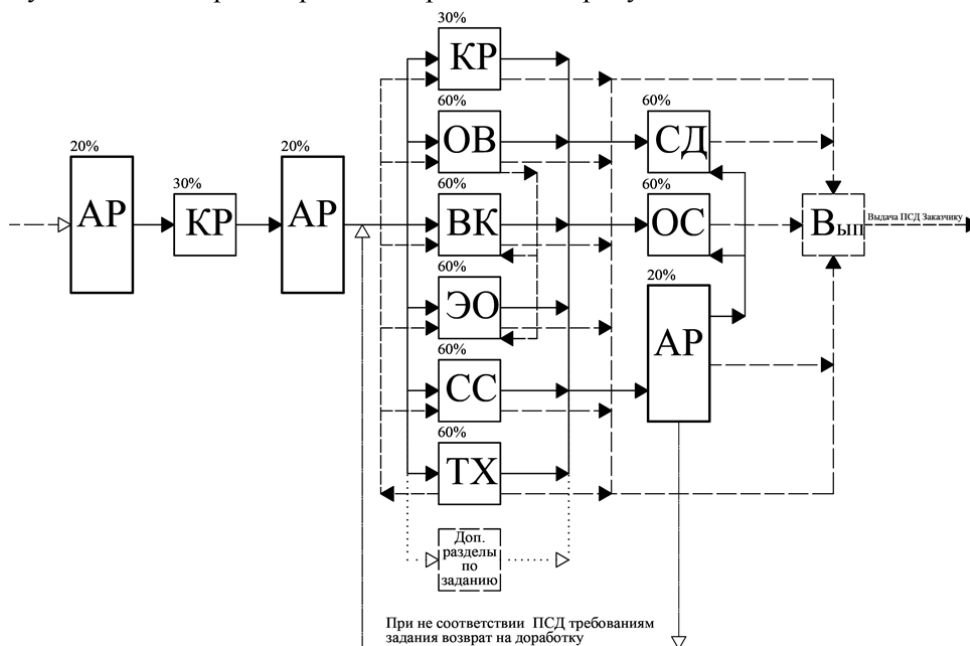 30%
КР
60%
60%
20%
20%
ОВ
СД
30%
60%
60%
АР
КР
АР
ВК
ОС
Вып
Выдача ПСД Заказчику
60%
20%
ЭО
АР
60%
СС
60%
ТХ
Доп.
разделы
по
заданию
При не соответствии ПСД требованиям
задания возврат на доработку